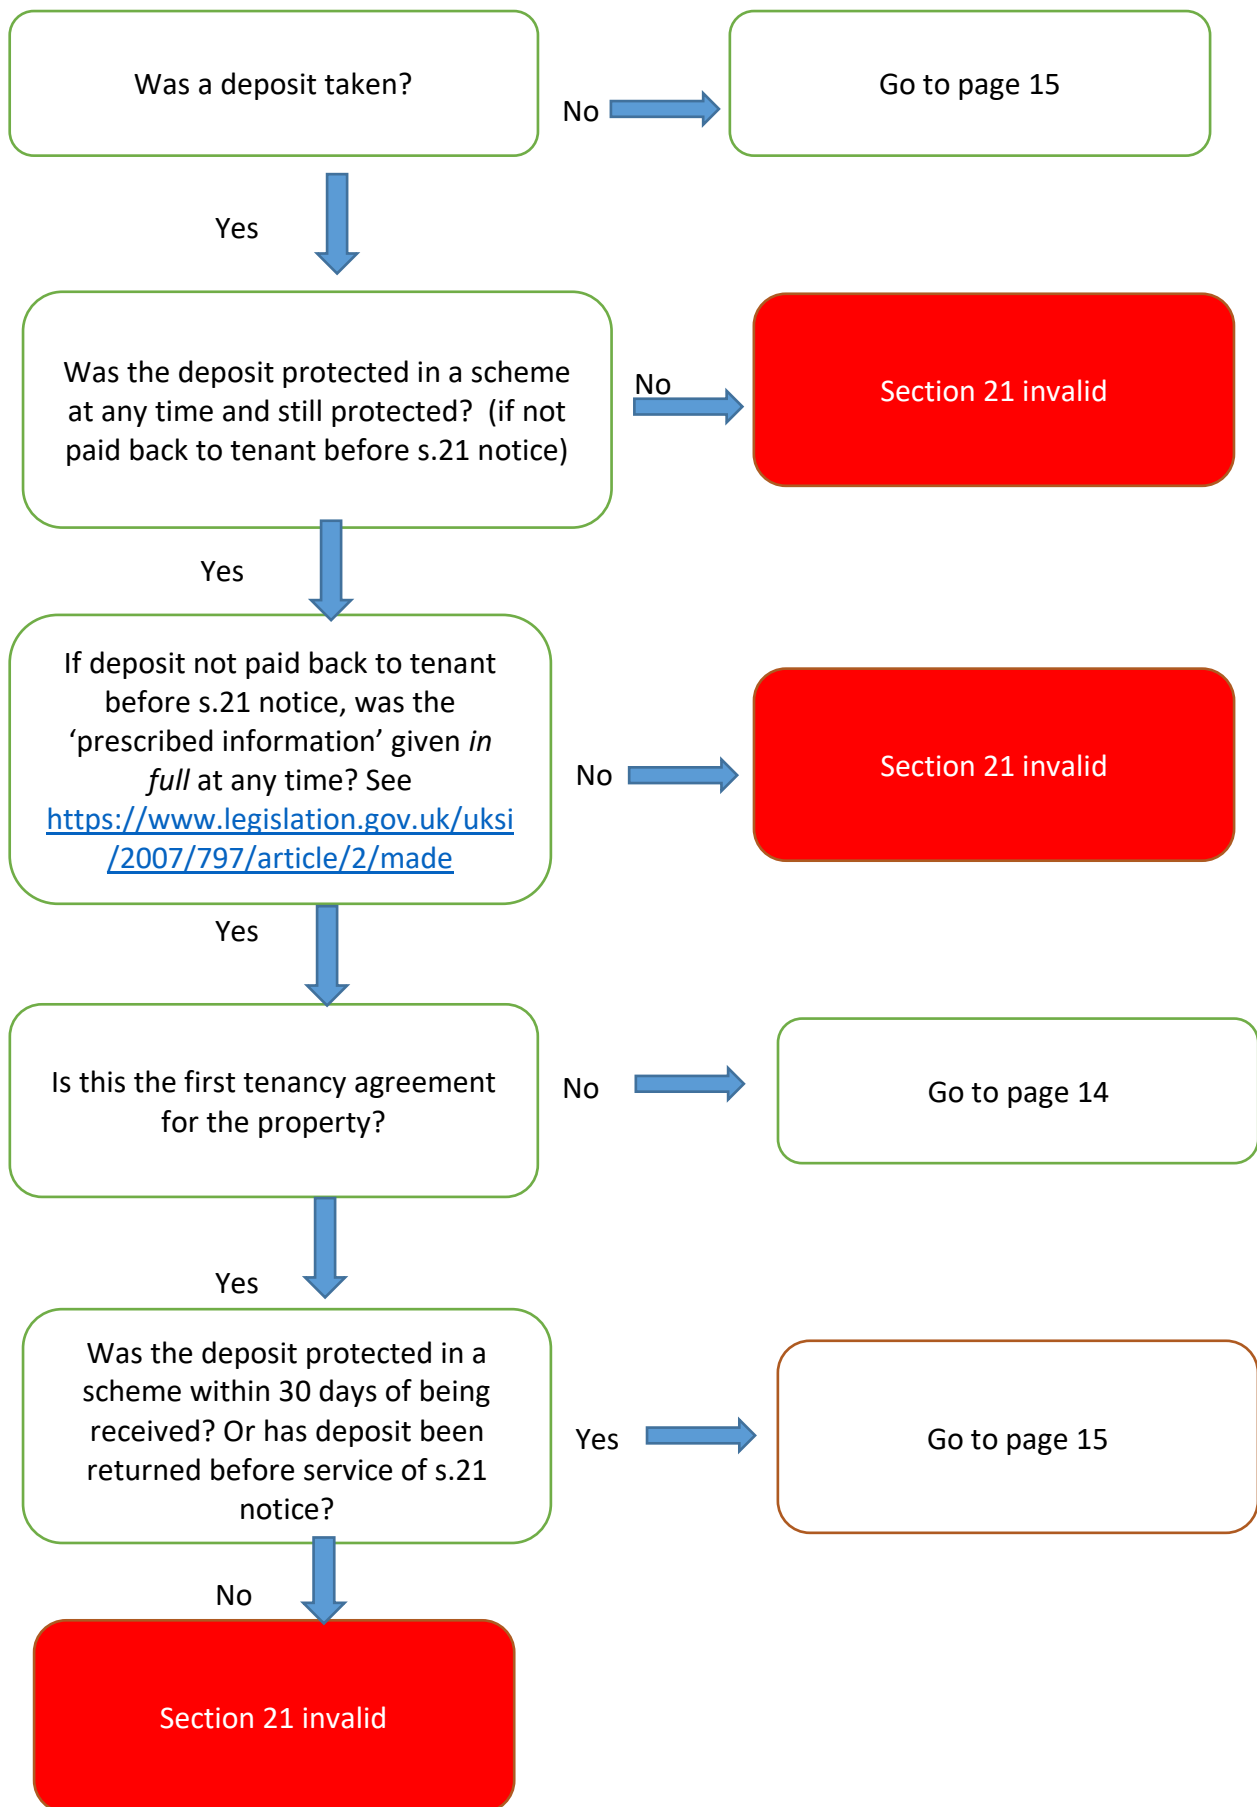 Was a deposit taken?
No
Go to page 15
Yes
Was the deposit protected in a scheme
at any time and still protected?  (if not
paid back to tenant before s.21 notice)
No
Section 21 invalid
Yes
If deposit not paid back to tenant
before s.21 notice, was the
‘prescribed information’ given in
full at any time? See
https://www.legislation.gov.uk/uksi
/2007/797/article/2/made
No
Section 21 invalid
Yes
Is this the first tenancy agreement
for the property?
No
Go to page 14
Yes
Was the deposit protected in a
scheme within 30 days of being
received? Or has deposit been
returned before service of s.21
notice?
Yes
Go to page 15
No
Section 21 invalid